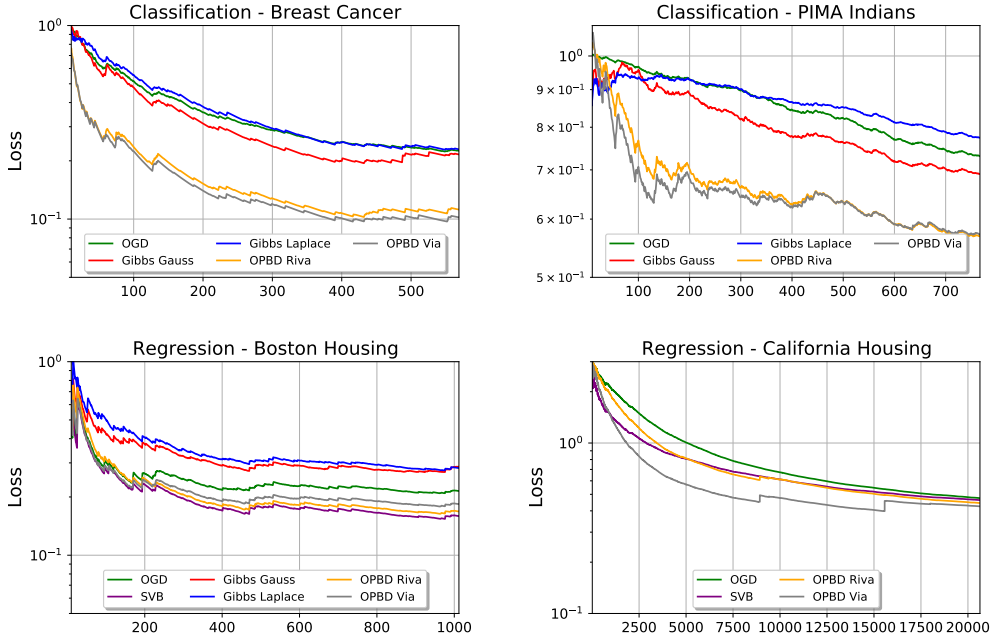 Classification - Breast Cancer
10⁰
10⁻¹
Loss
100 200 300 400 500
OGD Gibbs Laplace OPBD Via
Gibbs Gauss OPBD Riva
Classification - PIMA Indians
10⁰
9 × 10⁻¹
8 × 10⁻¹
7 × 10⁻¹
6 × 10⁻¹
5 × 10⁻¹
100 200 300 400 500 600 700
OGD Gibbs Laplace OPBD Via
Gibbs Gauss OPBD Riva
Regression - Boston Housing
10⁰
10⁻¹
Loss
200 400 600 800 1000
OGD Gibbs Gauss OPBD Riva
SVB Gibbs Laplace OPBD Via
Regression - California Housing
10⁰
10⁻¹
Loss
2500 5000 7500 10000 12500 15000 17500 20000
OGD OPBD Riva
SVB OPBD Via